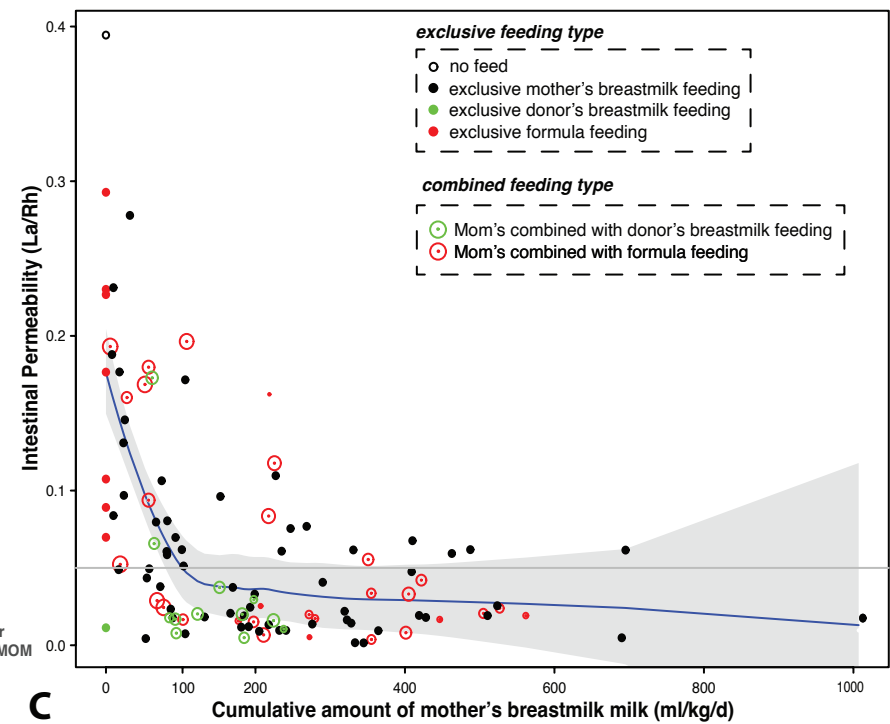 0.4
0.3
0.2
0.1
0.0
Intestinal Permeability (La/Rh)
exclusive feeding type
no feed
exclusive mother's breastmilk feeding
exclusive donor's breastmilk feeding
exclusive formula feeding
combined feeding type
Mom's combined with donor's breastmilk feeding
Mom's combined with formula feeding
r
MOM
0 100 200 400 600 800 1000
C
Cumulative amount of mother's breastmilk milk (ml/kg/d)